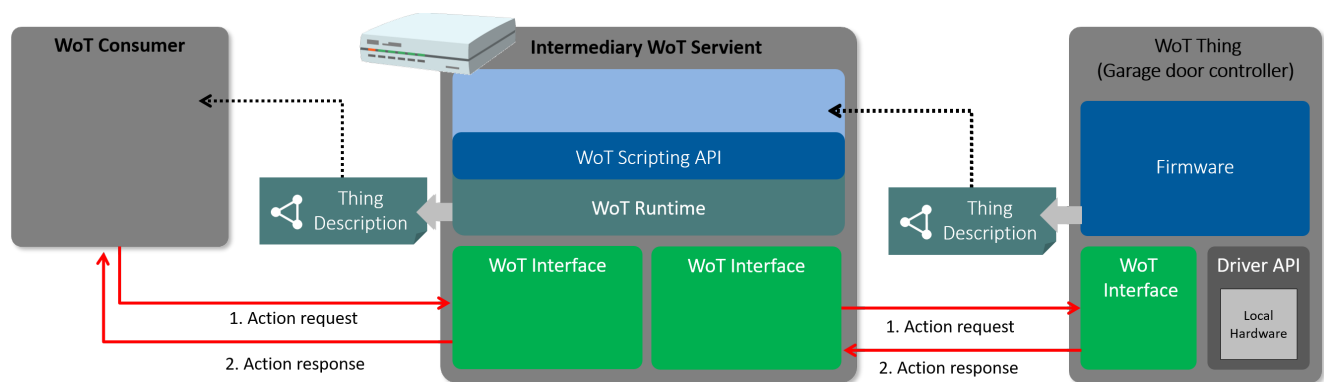 WoT Consumer
Intermediary WoT Servient
WoT Thing
(Garage door controller)
WoT Scripting API
Firmware
Thing
Description
WoT Runtime
Thing
Description
WoT Interface
WoT Interface
WoT
Interface
Driver API
Local
Hardware
1. Action request
1. Action request
2. Action response
2. Action response